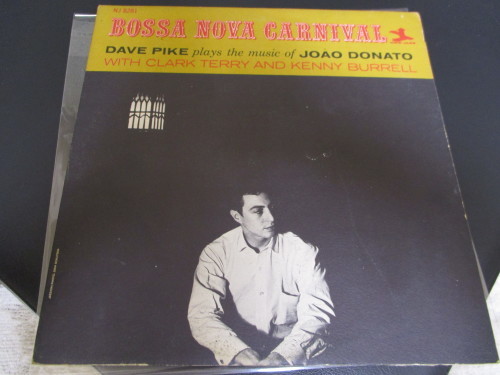 BOSSA NOVA CARNIVAL
DAVE PIKE plays the music of JOAO DONATO
WITH CLARK TERRY AND KENNY BURRELL